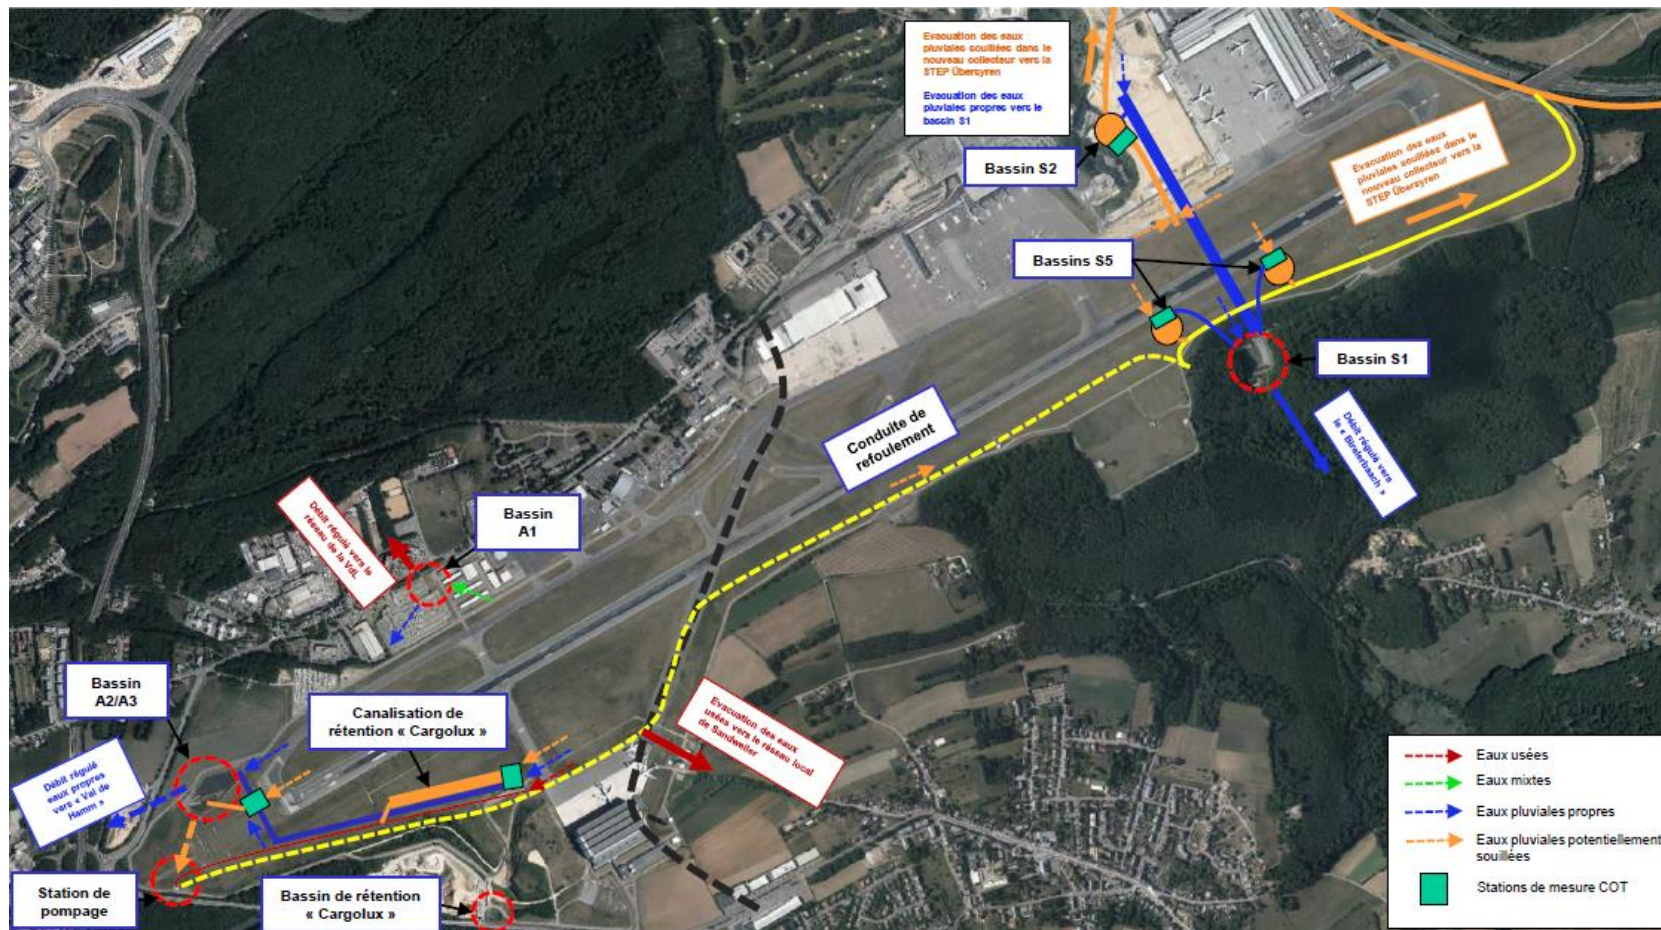 Evacuation des eaux
pluviales souillées dans le
nouveau collecteur vers la
STEP Übersyren
Evacuation des eaux
pluviales propres vers le
bassin S1
Bassin S2
Evacuation des eaux
pluviales souillées dans le
nouveau collecteur vers la
STEP Übersyren
Bassins S5
Bassin S1
Débit régulé vers
le « Birelerbaach »
Conduite de
refoulement
Bassin
A1
Débit régulé vers le
réseau de la VdL
Bassin
A2/A3
Canalisation de
rétention « Cargolux »
Evacuation des eaux
usées vers le réseau local
de Sandweiler
Débit régulé
eaux propres
vers « Val de
Hamm »
Station de
pompage
Bassin de rétention
« Cargolux »
Eaux usées
Eaux mixtes
Eaux pluviales propres
Eaux pluviales potentiellement
souillées
Stations de mesure COT